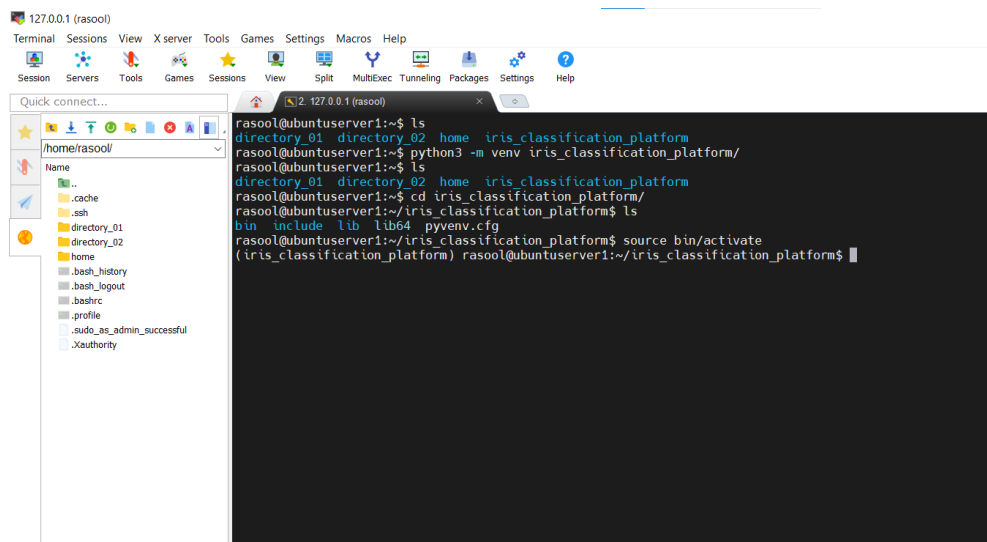 127.0.0.1 (rasool)
Terminal Sessions View X server Tools Games Settings Macros Help
Session Servers Tools Games Sessions View Split MultiExec Tunneling Packages Settings Help
Quick connect...
2. 127.0.0.1 (rasool)
/home/rasool/
Name
..
.cache
.ssh
directory_01
directory_02
home
.bash_history
.bash_logout
.bashrc
.profile
.sudo_as_admin_successful
.Xauthority
rasool@ubuntuserver1:~$ ls
directory_01 directory_02 home iris_classification_platform
rasool@ubuntuserver1:~$ python3 -m venv iris_classification_platform/
rasool@ubuntuserver1:~$ ls
directory_01 directory_02 home iris_classification_platform
rasool@ubuntuserver1:~$ cd iris_classification_platform/
rasool@ubuntuserver1:~/iris_classification_platform$ ls
bin include lib lib64 pyvenv.cfg
rasool@ubuntuserver1:~/iris_classification_platform$ source bin/activate
(iris_classification_platform) rasool@ubuntuserver1:~/iris_classification_platform$